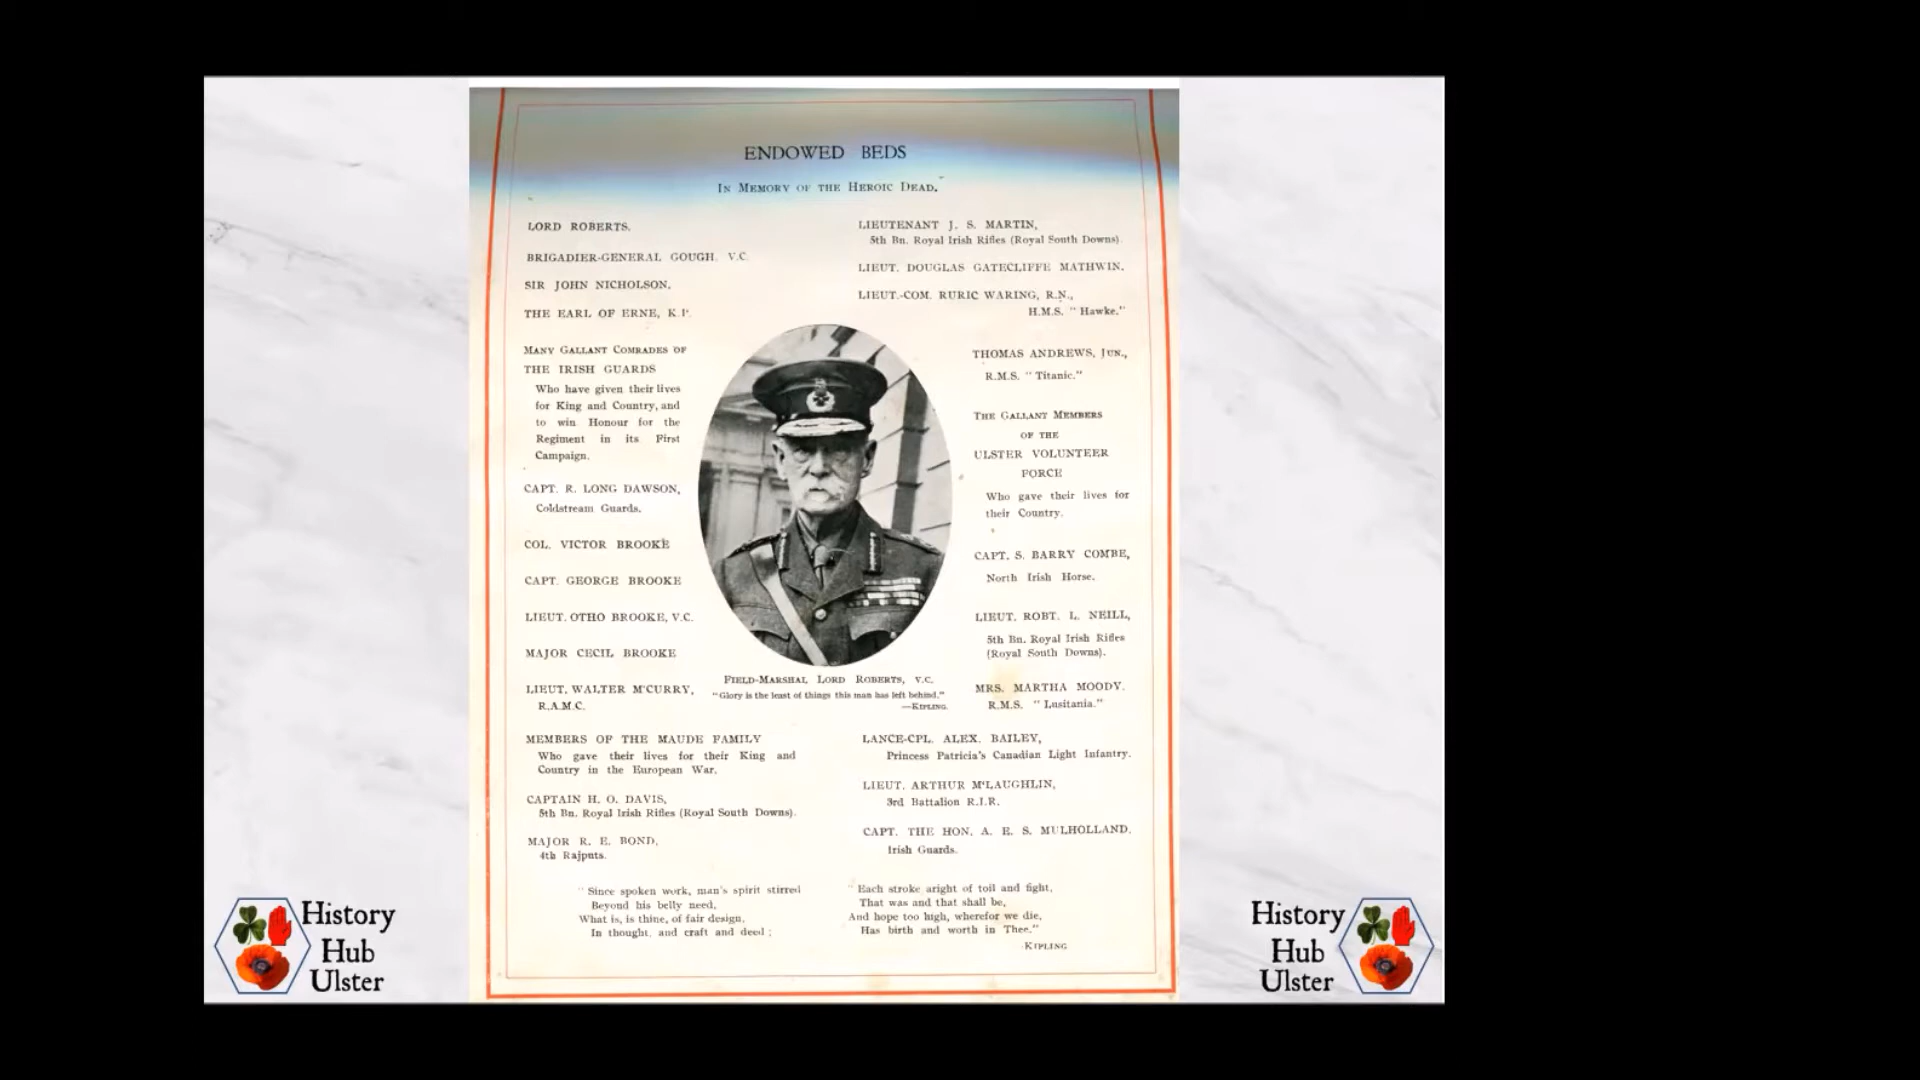 ENDOWED BEDS
IN MEMORY OF THE HEROIC DEAD.
LORD ROBERTS.
BRIGADIER-GENERAL GOUGH, V.C.
SIR JOHN NICHOLSON.
THE EARL OF ERNE, K.P.
MANY GALLANT COMRADES OF
THE IRISH GUARDS
Who have given their lives
for King and Country, and
to win Honour for the
Regiment in its First
Campaign.
CAPT. R. LONG DAWSON,
Coldstream Guards.
COL. VICTOR BROOKE
CAPT. GEORGE BROOKE
LIEUT. OTHO BROOKE, V.C.
MAJOR CECIL BROOKE
LIEUT. WALTER M'CURRY,
R.A.M.C.
MEMBERS OF THE MAUDE FAMILY
Who gave their lives for their King and
Country in the European War.
CAPTAIN H. O. DAVIS,
5th Bn. Royal Irish Rifles (Royal South Downs).
MAJOR R. E. BOND,
4th Rajputs.
LIEUTENANT J. S. MARTIN,
5th Bn. Royal Irish Rifles (Royal South Downs).
LIEUT. DOUGLAS GATECLIFFE MATHWIN.
LIEUT.-COM. RURIC WARING, R.N.,
H.M.S. "Hawke."
THOMAS ANDREWS, JUN.,
R.M.S. "Titanic."
THE GALLANT MEMBERS
OF THE
ULSTER VOLUNTEER
FORCE
Who gave their lives for
their Country.
CAPT. S. BARRY COMBE,
North Irish Horse.
LIEUT. ROBT. L. NEILL,
5th Bn. Royal Irish Rifles
(Royal South Downs).
MRS. MARTHA MOODY.
R.M.S. "Lusitania."
LANCE-CPL. ALEX. BAILEY,
Princess Patricia's Canadian Light Infantry.
LIEUT. ARTHUR M'LAUGHLIN,
3rd Battalion R.I.R.
CAPT. THE HON. A. E. S. MULHOLLAND.
Irish Guards.
FIELD-MARSHAL LORD ROBERTS, V.C.
"Glory is the least of things this man has left behind."
—KIPLING.
"Since spoken work, man's spirit stirred
Beyond his belly need,
What is, is thine, of fair design,
In thought, and craft and deed;
"Each stroke aright of toil and fight,
That was and that shall be,
And hope too high, wherefor we die,
Has birth and worth in Thee."
-KIPLING
History
Hub
Ulster
History
Hub
Ulster